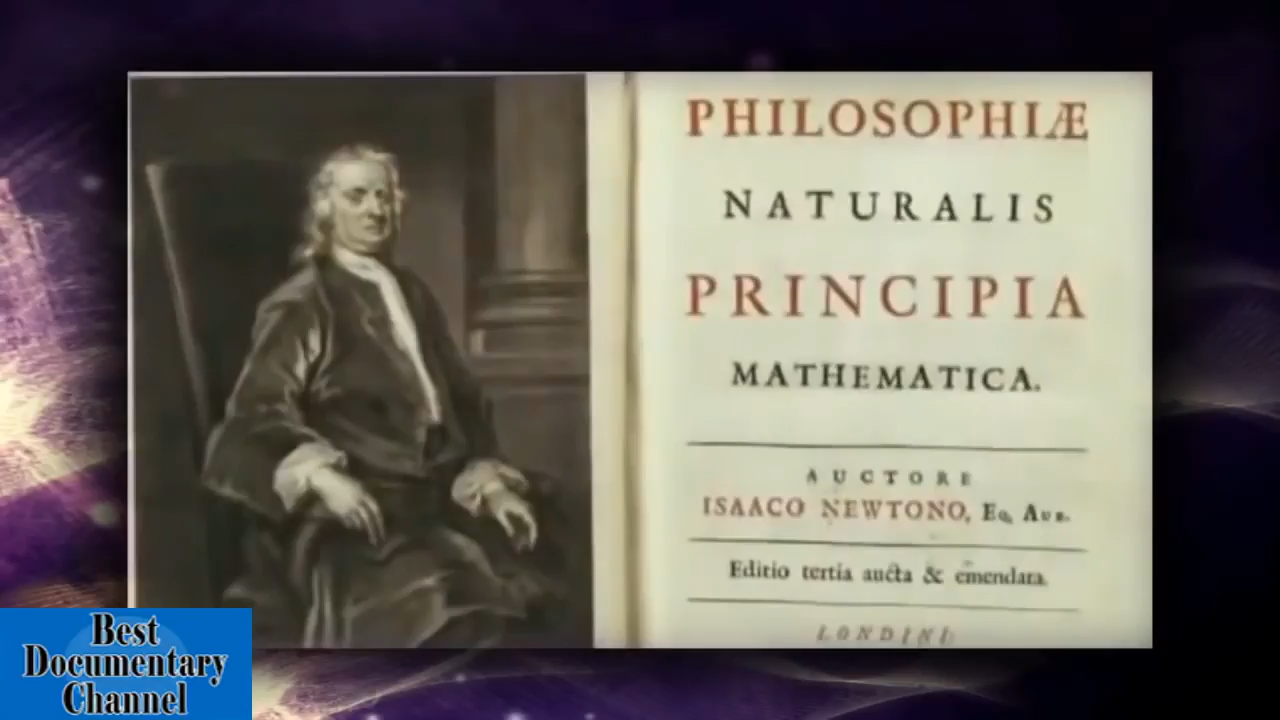 PHILOSOPHIÆ
NATURALIS
PRINCIPIA
MATHEMATICA.
AUCTORE
ISAACO NEWTONO, EQ. AUR.
Editio tertia aucta & emendata.
LONDINI:
Best
Documentary
Channel